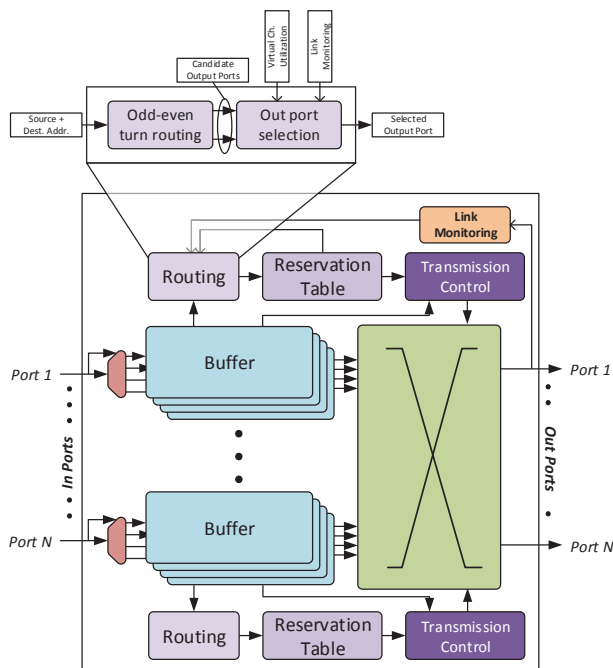 Virtual Ch.
Utilization
Link
Monitoring
Candidate
Output Ports
Source +
Dest. Addr.
Odd-even
turn routing
Out port
selection
Selected
Output Port
Link
Monitoring
Routing
Reservation
Table
Transmission
Control
Buffer
Port 1
Port 1
In Ports
Out Ports
Buffer
Port N
Port N
Routing
Reservation
Table
Transmission
Control